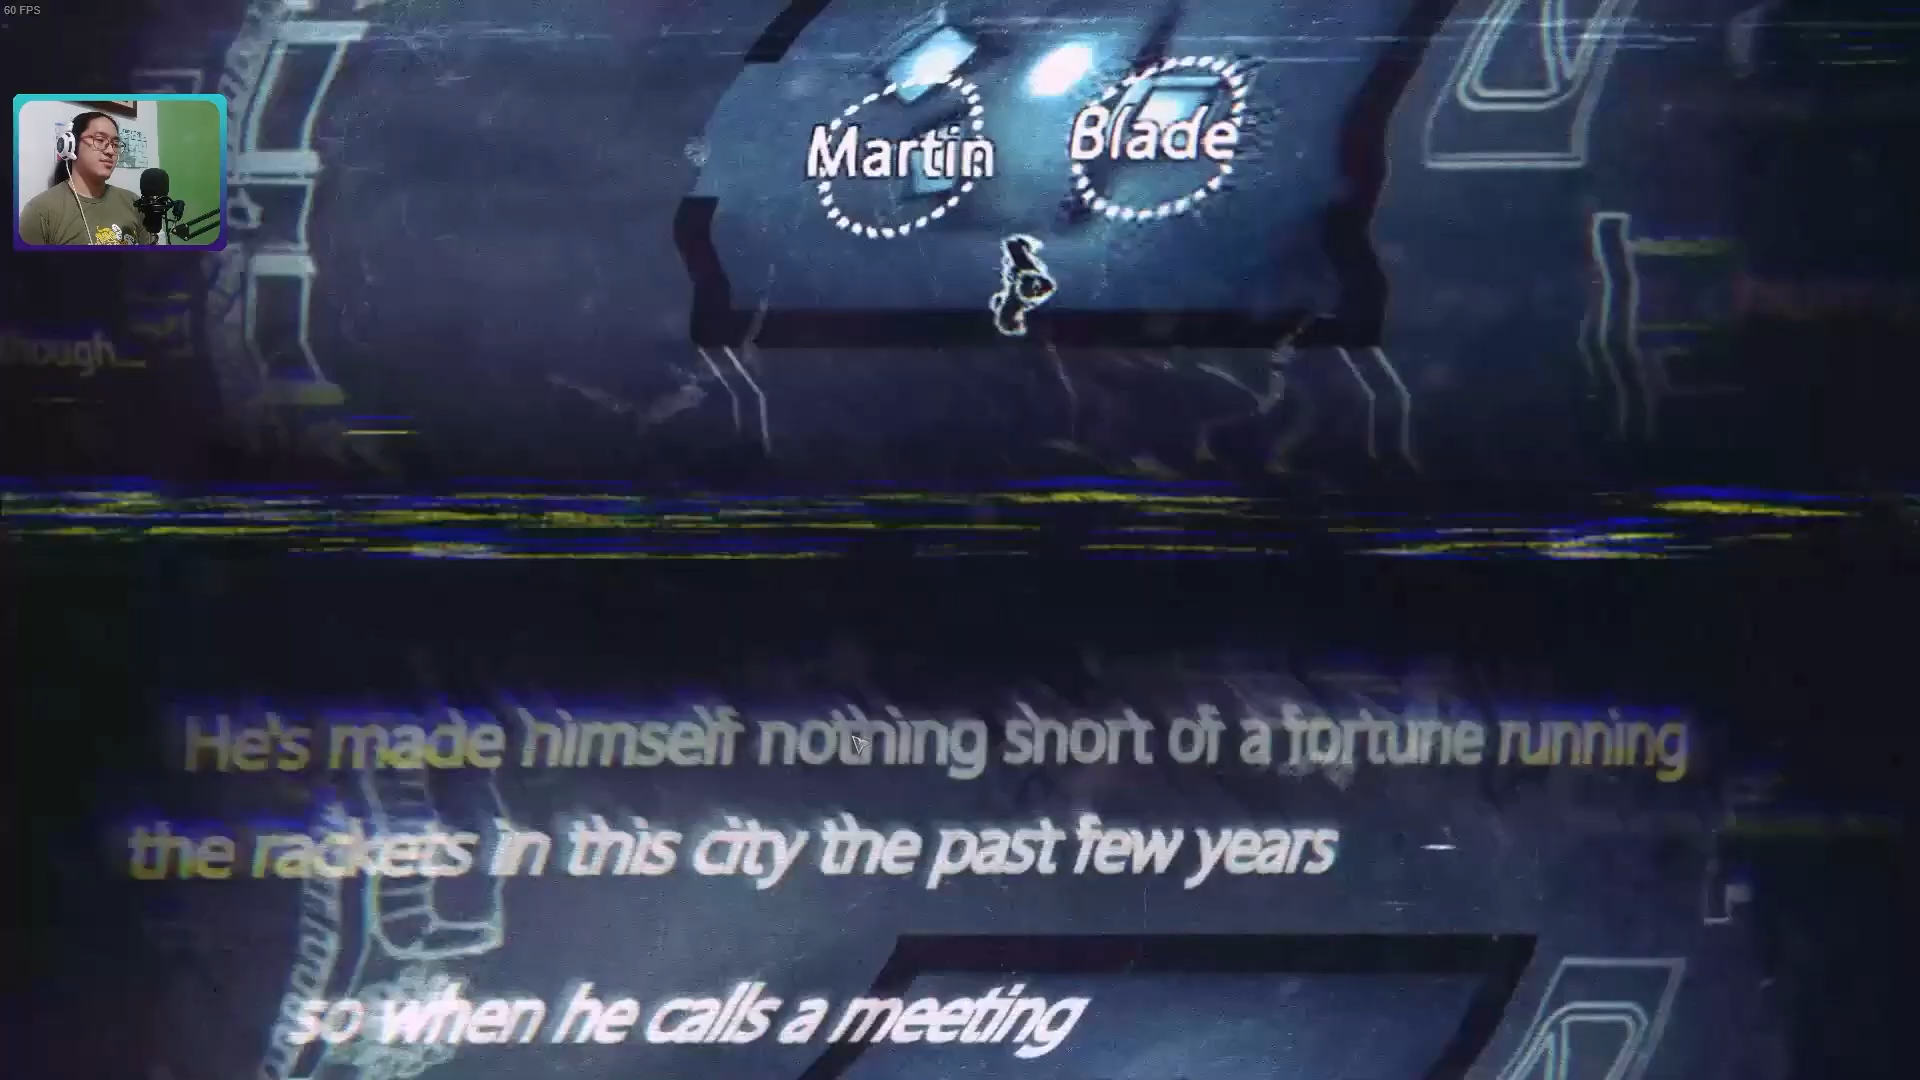 60 FPS
Martin
Blade
though
He's made himself nothing short of a fortune running
the rackets in this city the past few years
so when he calls a meeting